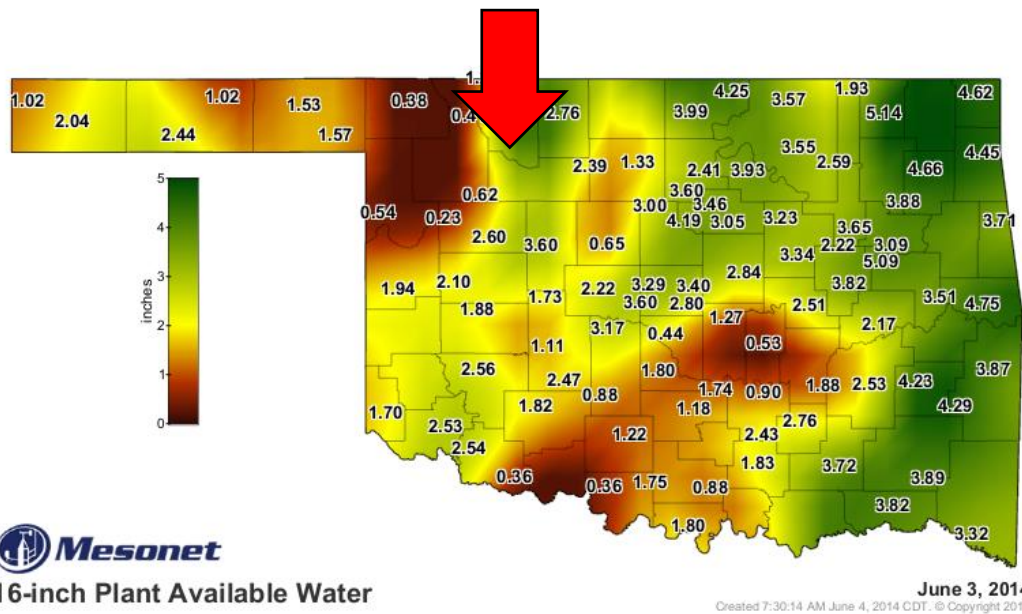 1.02 2.04 1.02 2.44 1.53 1.57 0.38 2.76 3.99 4.25 3.57 1.93 5.14 4.62
2.39 1.33 2.41 3.93 3.55 2.59 4.66 4.45
0.62 0.54 0.23 3.60 3.00 3.46 4.19 3.05 3.23 3.88 3.71
2.60 3.60 0.65 3.34 3.65 2.22 3.09 5.09
1.94 2.10 1.88 1.73 2.22 3.29 3.60 3.40 2.80 2.84 3.82 2.51 3.51 4.75
3.17 0.44 1.27 0.53 2.17
1.11 2.56 2.47 1.80 1.88 2.53 4.23 3.87
1.70 1.82 0.88 1.74 0.90 1.18 4.29
2.53 2.54 1.22 2.76 2.43
0.36 0.36 1.75 0.88 1.83 3.72 3.89
1.80 3.82 3.32
5
4
3
2
1
0
inches
Mesonet
16-inch Plant Available Water
June 3, 2014
Created 7:30:14 AM June 4, 2014 CDT. © Copyright